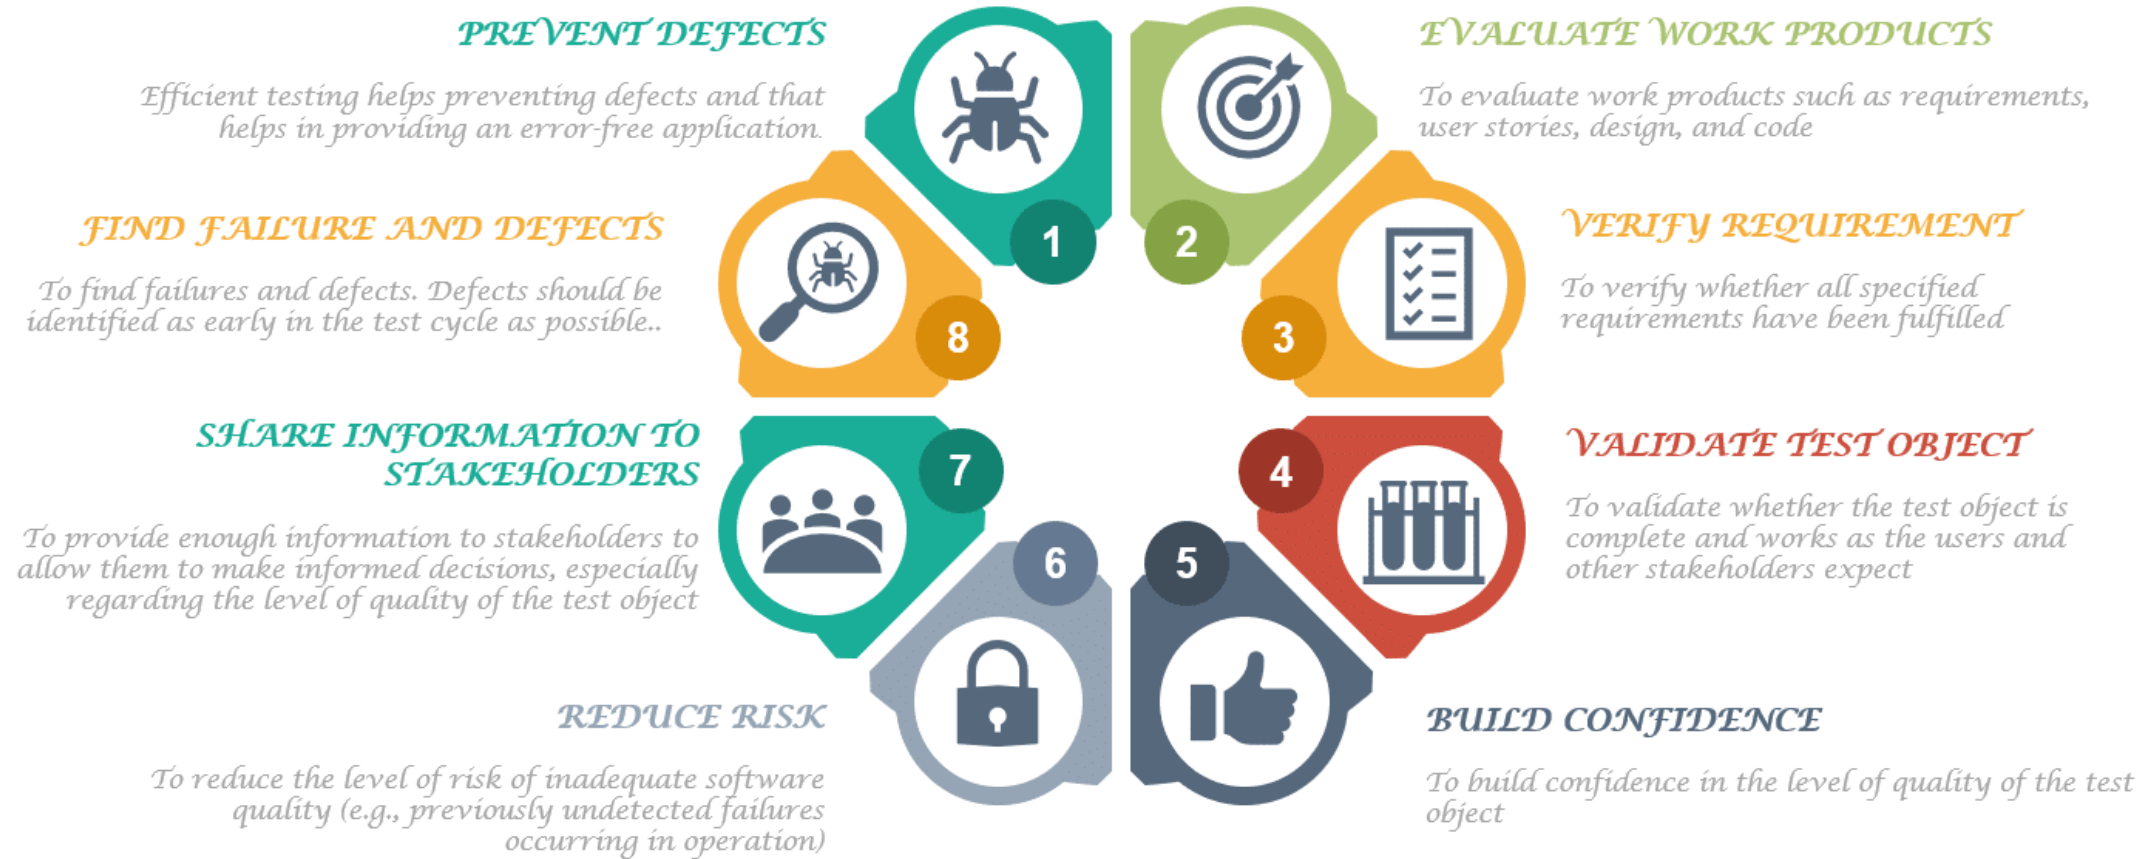 PREVENT DEFECTS
Efficient testing helps preventing defects and that
helps in providing an error-free application.
1
EVALUATE WORK PRODUCTS
To evaluate work products such as requirements,
user stories, design, and code
2
VERIFY REQUIREMENT
To verify whether all specified
requirements have been fulfilled
3
VALIDATE TEST OBJECT
To validate whether the test object is
complete and works as the users and
other stakeholders expect
4
BUILD CONFIDENCE
To build confidence in the level of quality of the test
object
5
REDUCE RISK
To reduce the level of risk of inadequate software
quality (e.g., previously undetected failures
occurring in operation)
6
SHARE INFORMATION TO
STAKEHOLDERS
To provide enough information to stakeholders to
allow them to make informed decisions, especially
regarding the level of quality of the test object
7
FIND FAILURE AND DEFECTS
To find failures and defects. Defects should be
identified as early in the test cycle as possible..
8